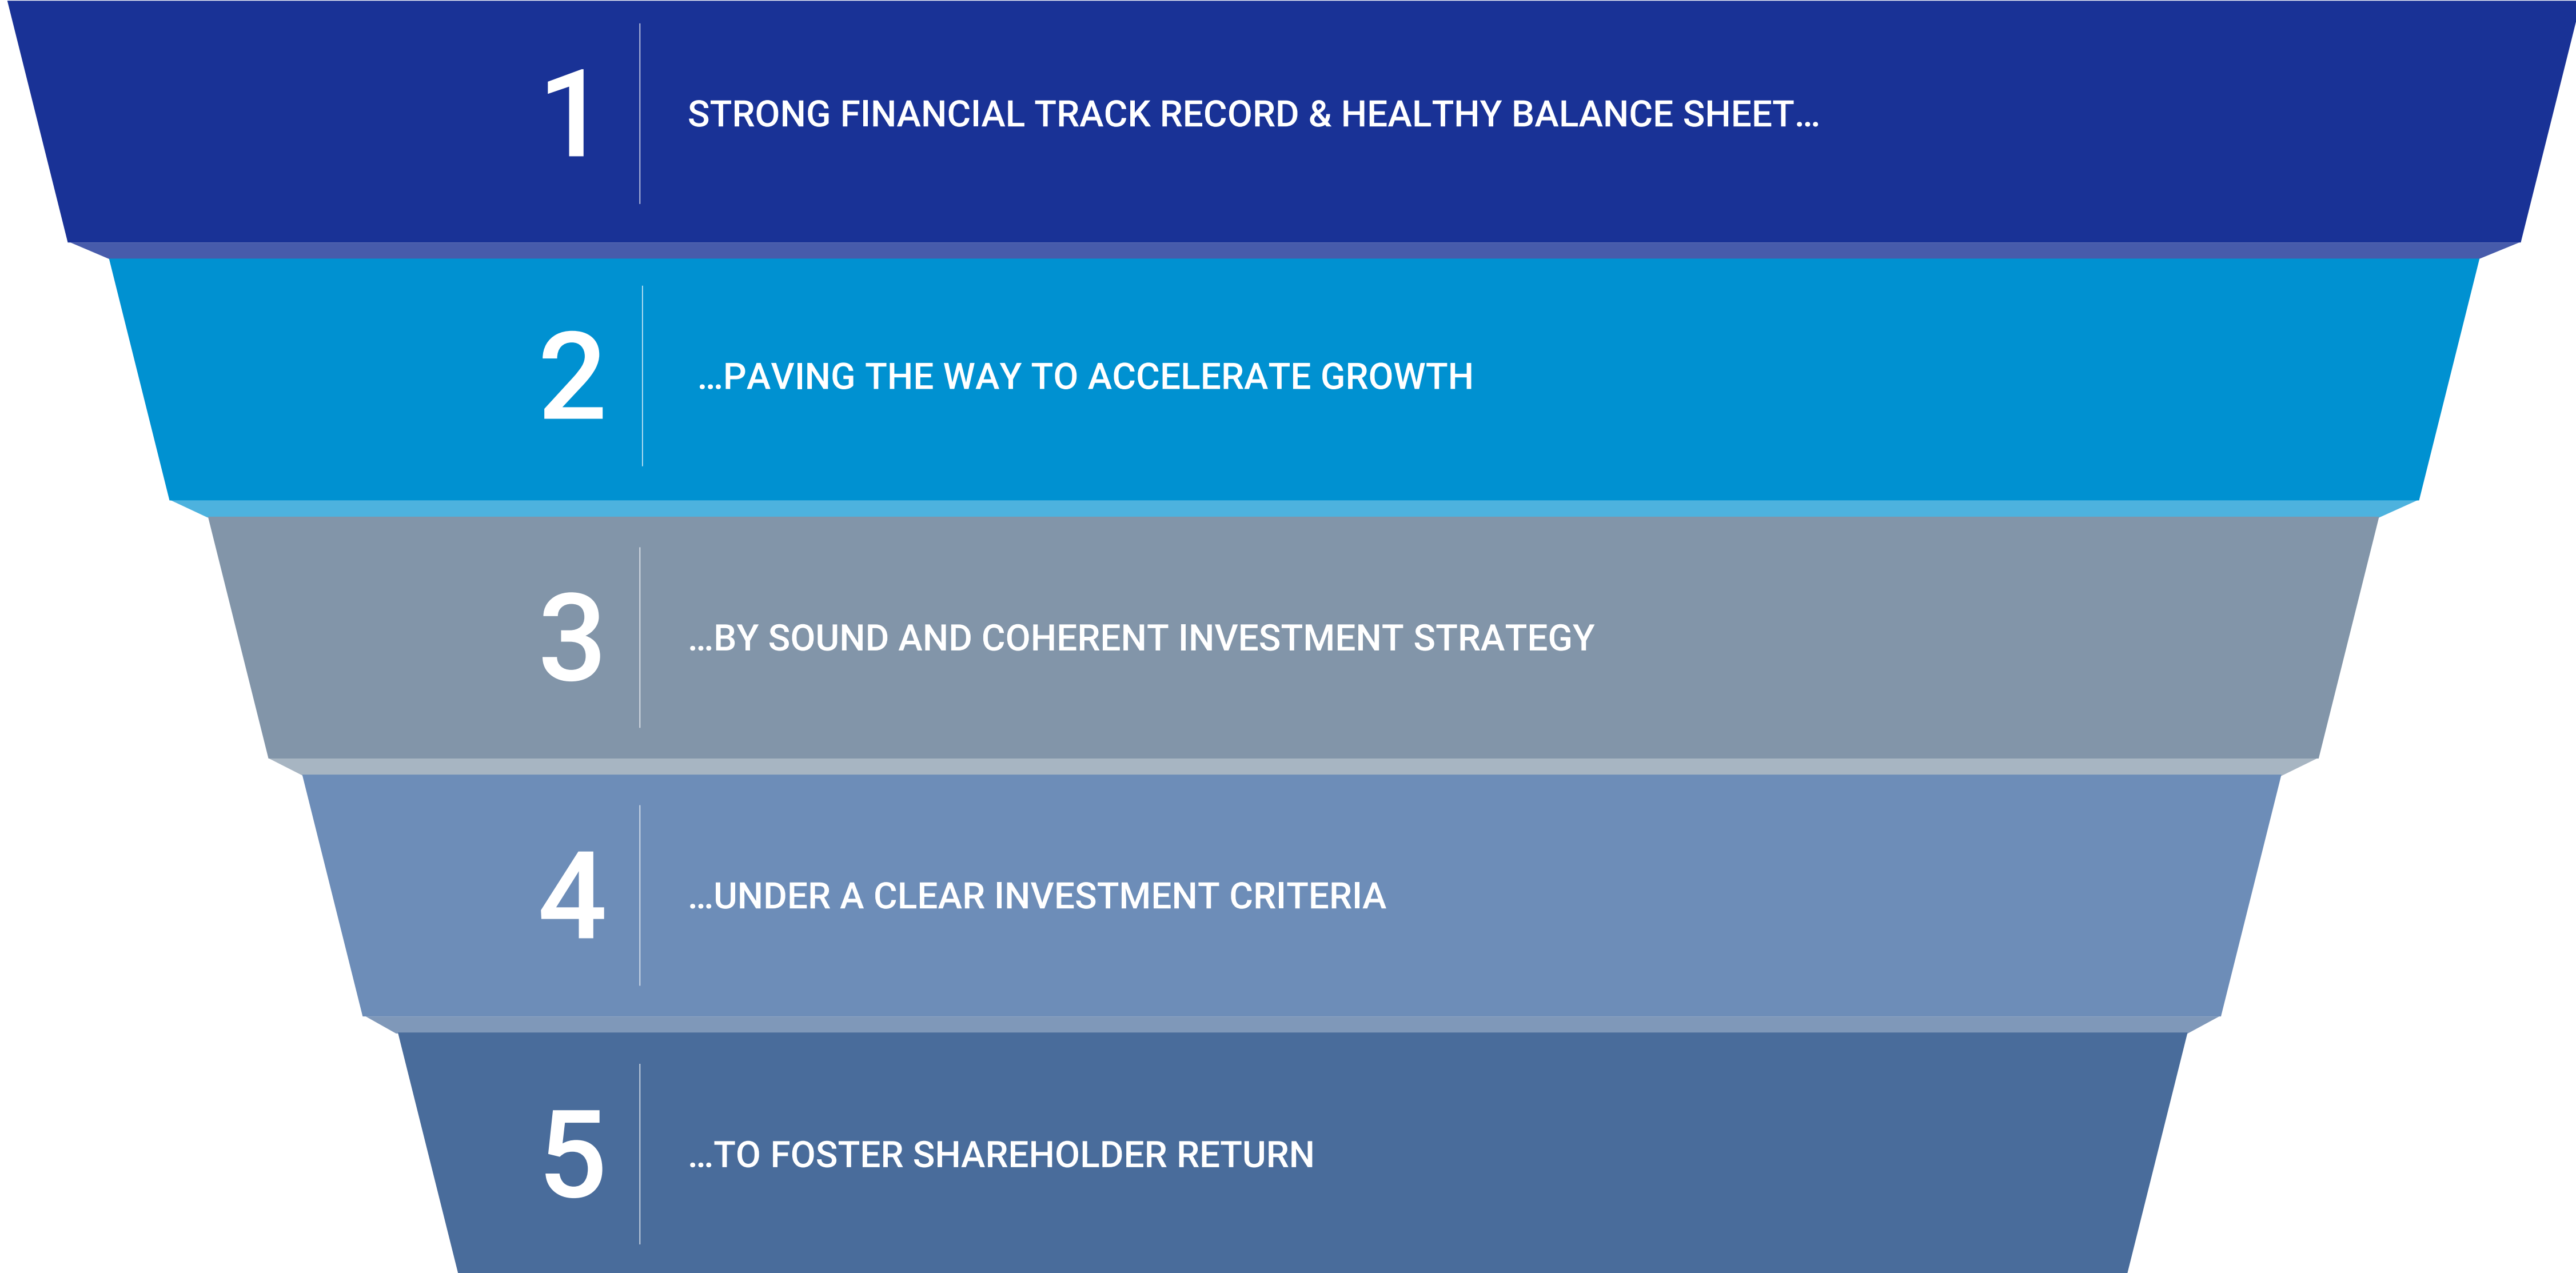 1
STRONG FINANCIAL TRACK RECORD & HEALTHY BALANCE SHEET...
2
...PAVING THE WAY TO ACCELERATE GROWTH
3
...BY SOUND AND COHERENT INVESTMENT STRATEGY
4
...UNDER A CLEAR INVESTMENT CRITERIA
5
...TO FOSTER SHAREHOLDER RETURN